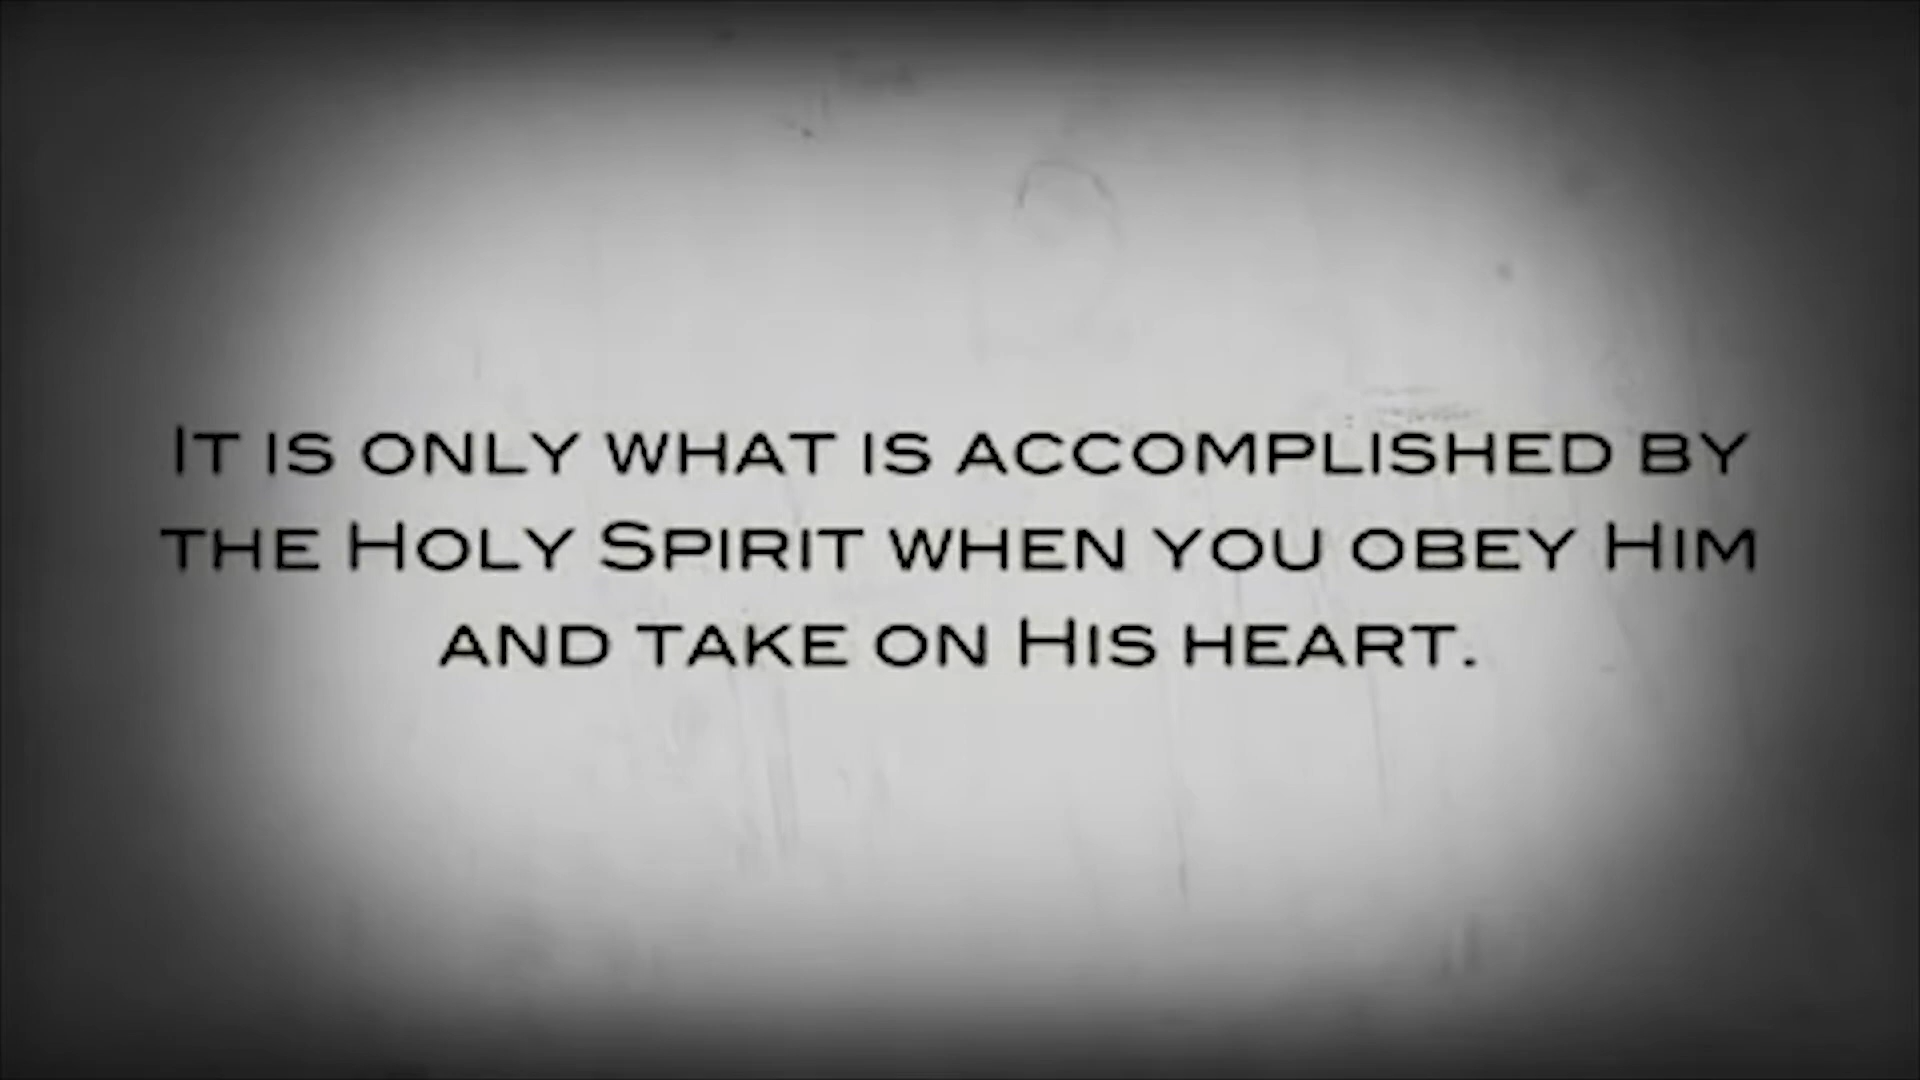 It is only what is accomplished by
the Holy Spirit when you obey Him
and take on His heart.